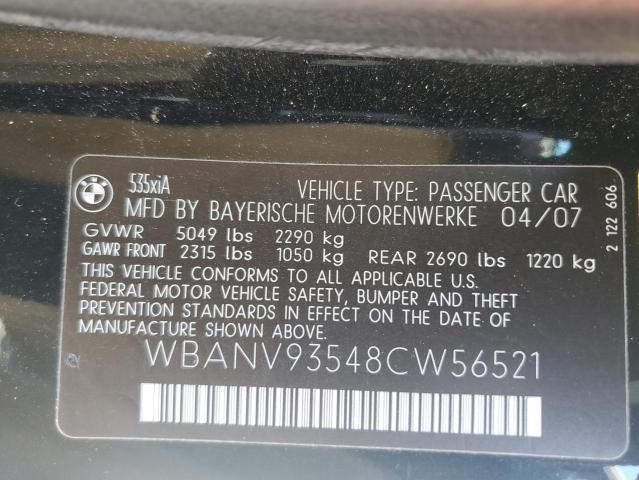 BMW
535xiA VEHICLE TYPE: PASSENGER CAR
MFD BY BAYERISCHE MOTORENWERKE 04/07
GVWR 5049 lbs 2290 kg
GAWR FRONT 2315 lbs 1050 kg REAR 2690 lbs 1220 kg
THIS VEHICLE CONFORMS TO ALL APPLICABLE U.S.
FEDERAL MOTOR VEHICLE SAFETY, BUMPER AND THEFT
PREVENTION STANDARDS IN EFFECT ON THE DATE OF
MANUFACTURE SHOWN ABOVE.
WBANV93548CW56521
2 122 606